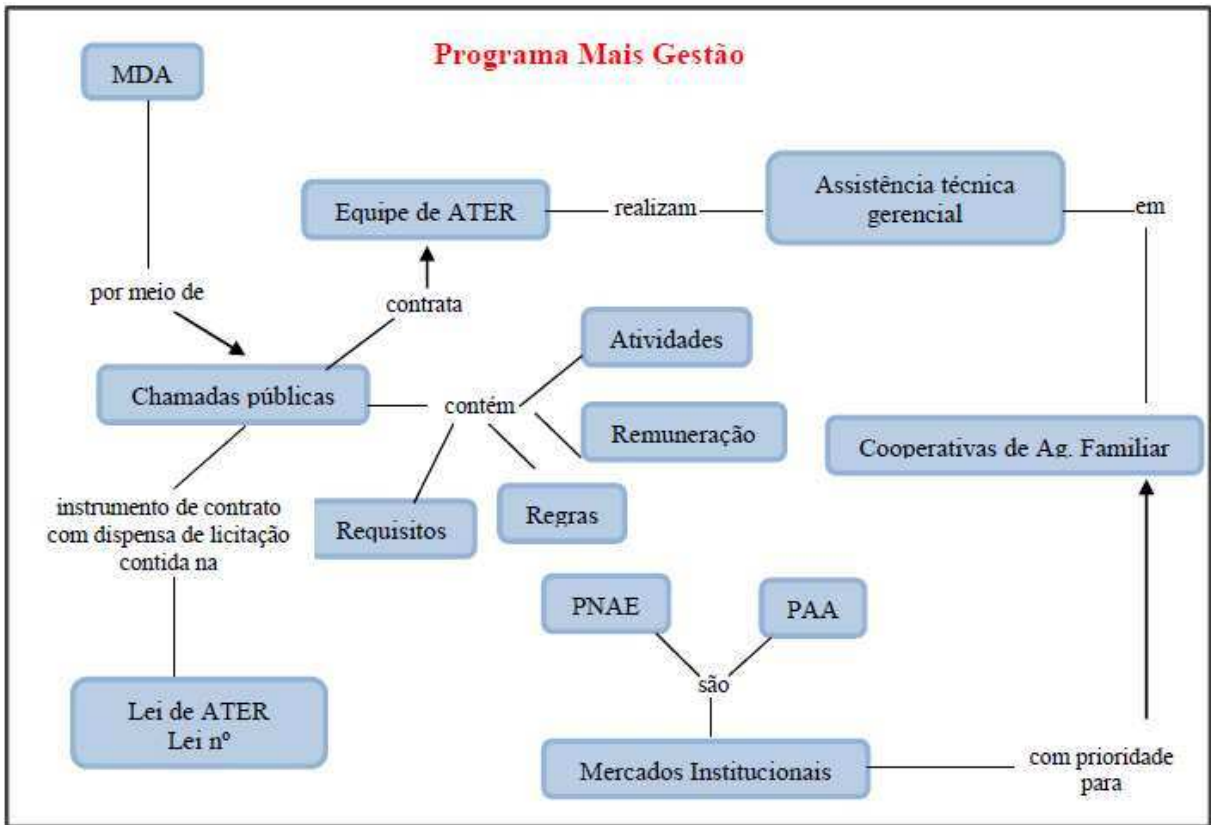 Programa Mais Gestão
MDA
Equipe de ATER
realizam
Assistência técnica
gerencial
em
por meio de
contrata
Chamadas públicas
contém
Atividades
Remuneração
Regras
Requisitos
Cooperativas de Ag. Familiar
instrumento de contrato
com dispensa de licitação
contida na
Lei de ATER
Lei nº
PNAE
PAA
são
Mercados Institucionais
com prioridade
para